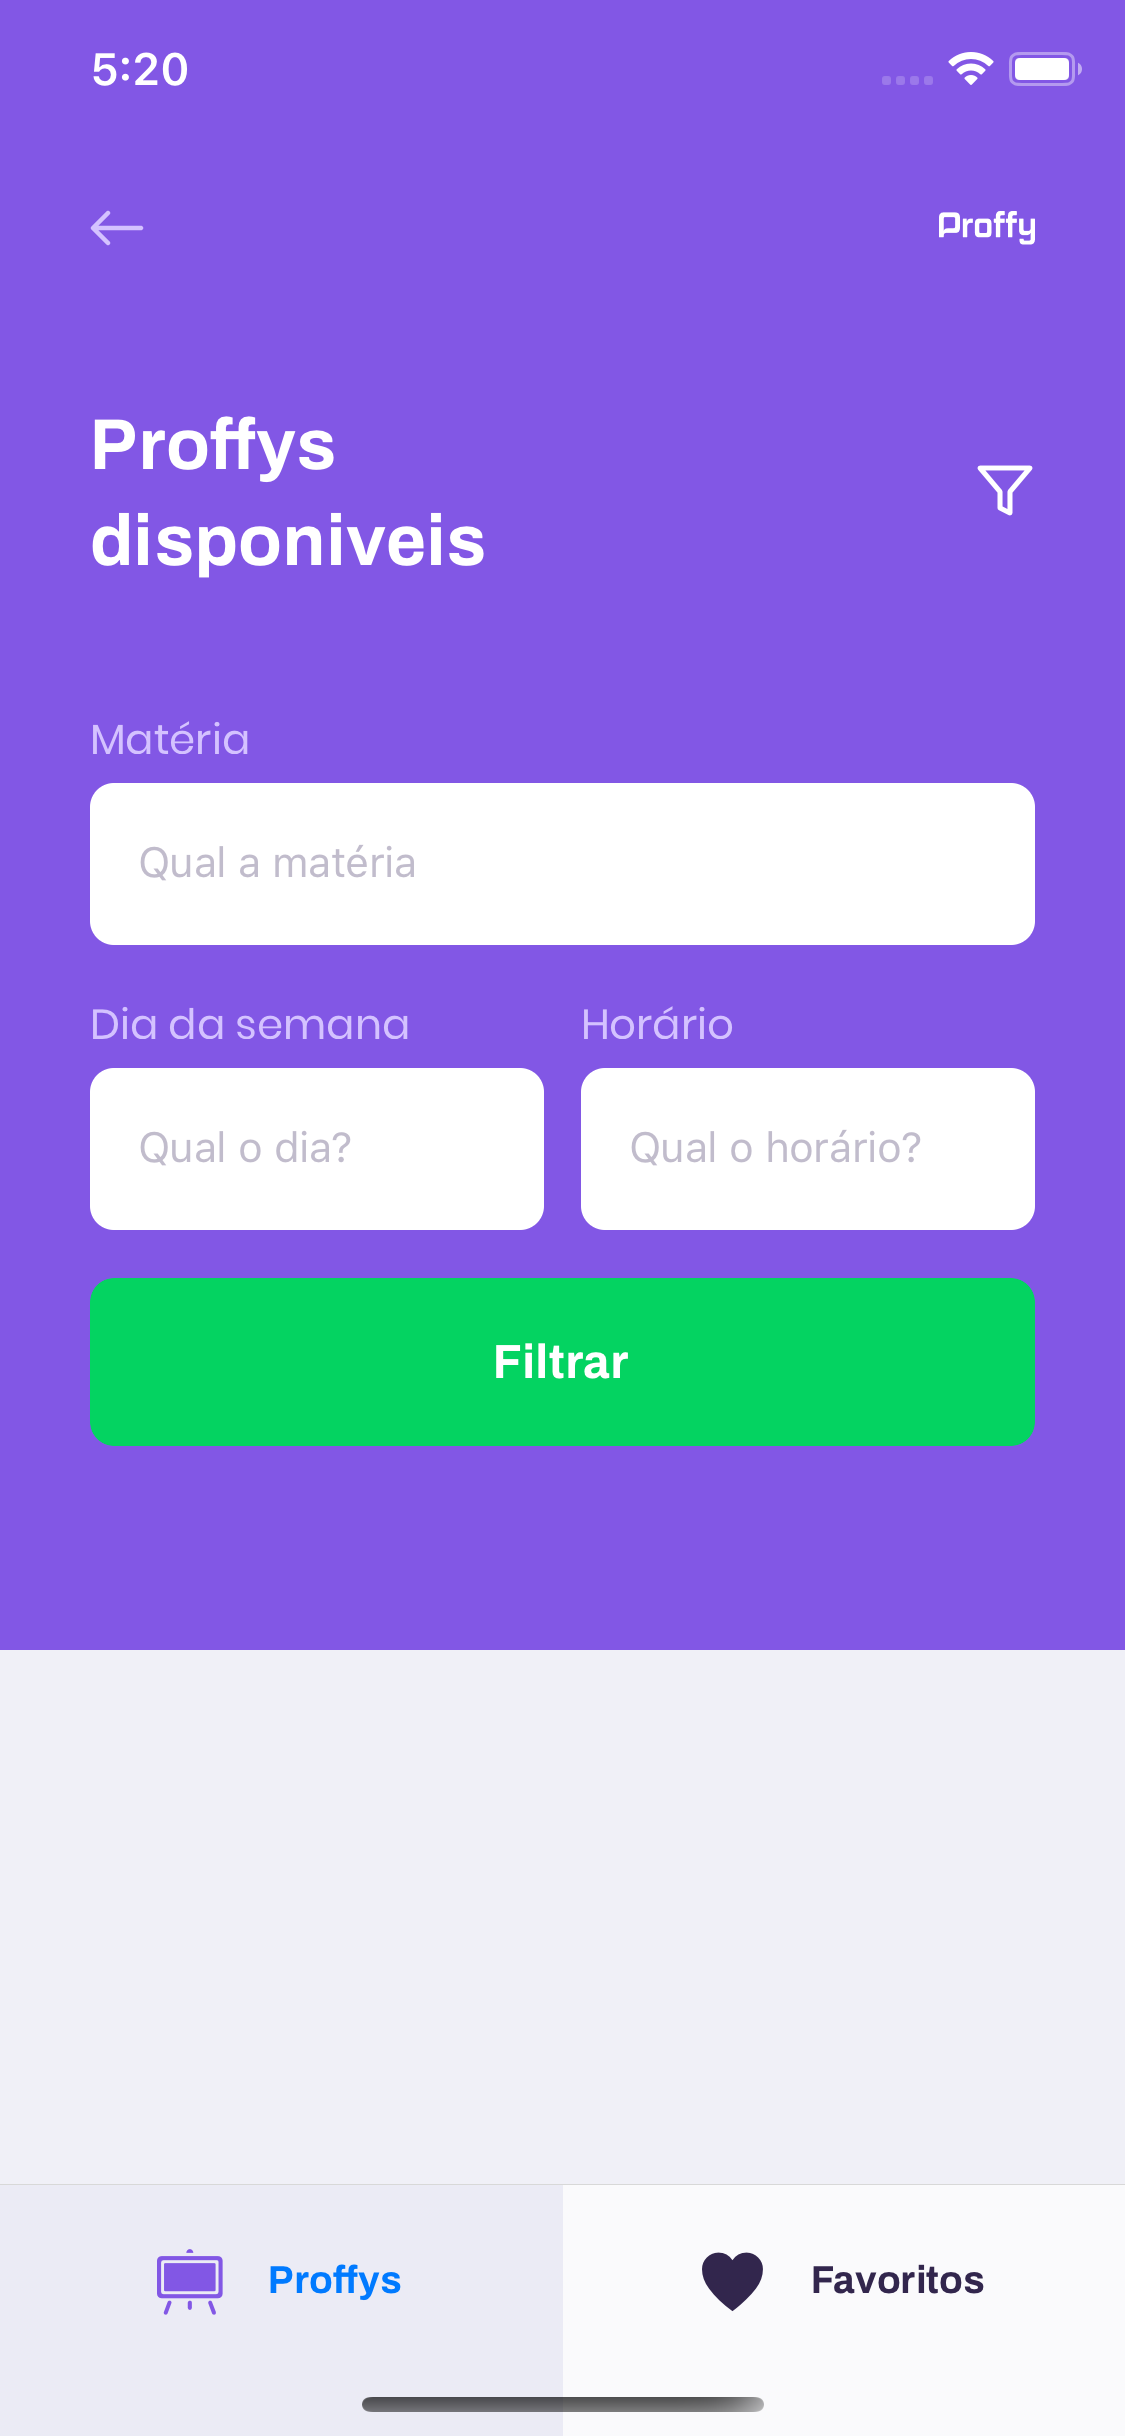 5:20
Proffy
Proffys
disponiveis
Matéria
Qual a matéria
Dia da semana
Horário
Qual o dia?
Qual o horário?
Filtrar
Proffys
Favoritos